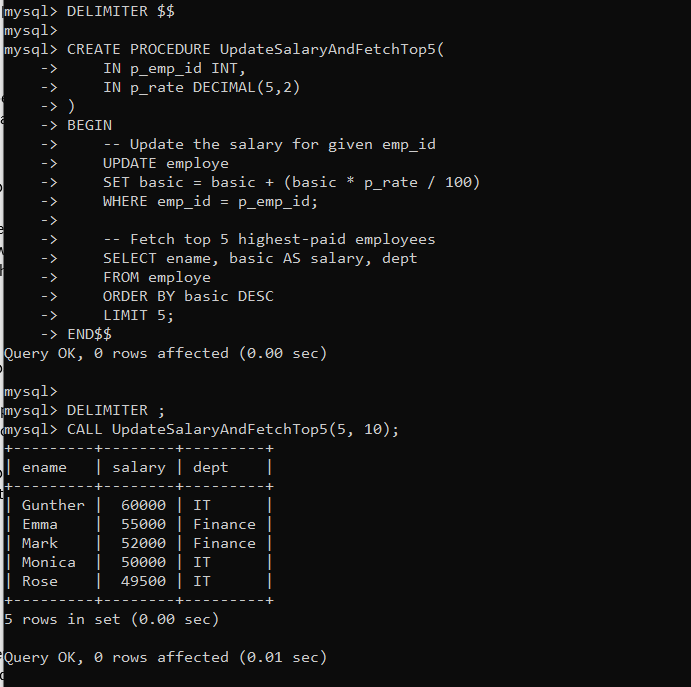 mysql> DELIMITER $$
mysql>
mysql> CREATE PROCEDURE UpdateSalaryAndFetchTop5(
    ->     IN p_emp_id INT,
    ->     IN p_rate DECIMAL(5,2)
    -> )
    -> BEGIN
    ->     -- Update the salary for given emp_id
    ->     UPDATE employe
    ->     SET basic = basic + (basic * p_rate / 100)
    ->     WHERE emp_id = p_emp_id;
    ->
    ->     -- Fetch top 5 highest-paid employees
    ->     SELECT ename, basic AS salary, dept
    ->     FROM employe
    ->     ORDER BY basic DESC
    ->     LIMIT 5;
    -> END$$
Query OK, 0 rows affected (0.00 sec)

mysql>
mysql> DELIMITER ;
mysql> CALL UpdateSalaryAndFetchTop5(5, 10);
+---------+--------+---------+
| ename   | salary | dept    |
+---------+--------+---------+
| Gunther |  60000 | IT      |
| Emma    |  55000 | Finance |
| Mark    |  52000 | Finance |
| Monica  |  50000 | IT      |
| Rose    |  49500 | IT      |
+---------+--------+---------+
5 rows in set (0.00 sec)

Query OK, 0 rows affected (0.01 sec)